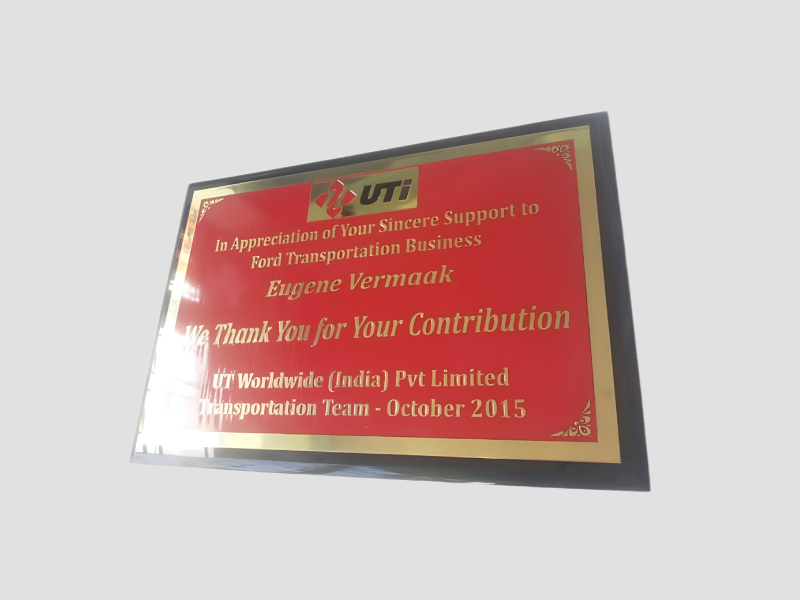 UTi
In Appreciation of Your Sincere Support to
Ford Transportation Business
Eugene Vermaak
We Thank You for Your Contribution
UT Worldwide (India) Pvt Limited
Transportation Team - October 2015